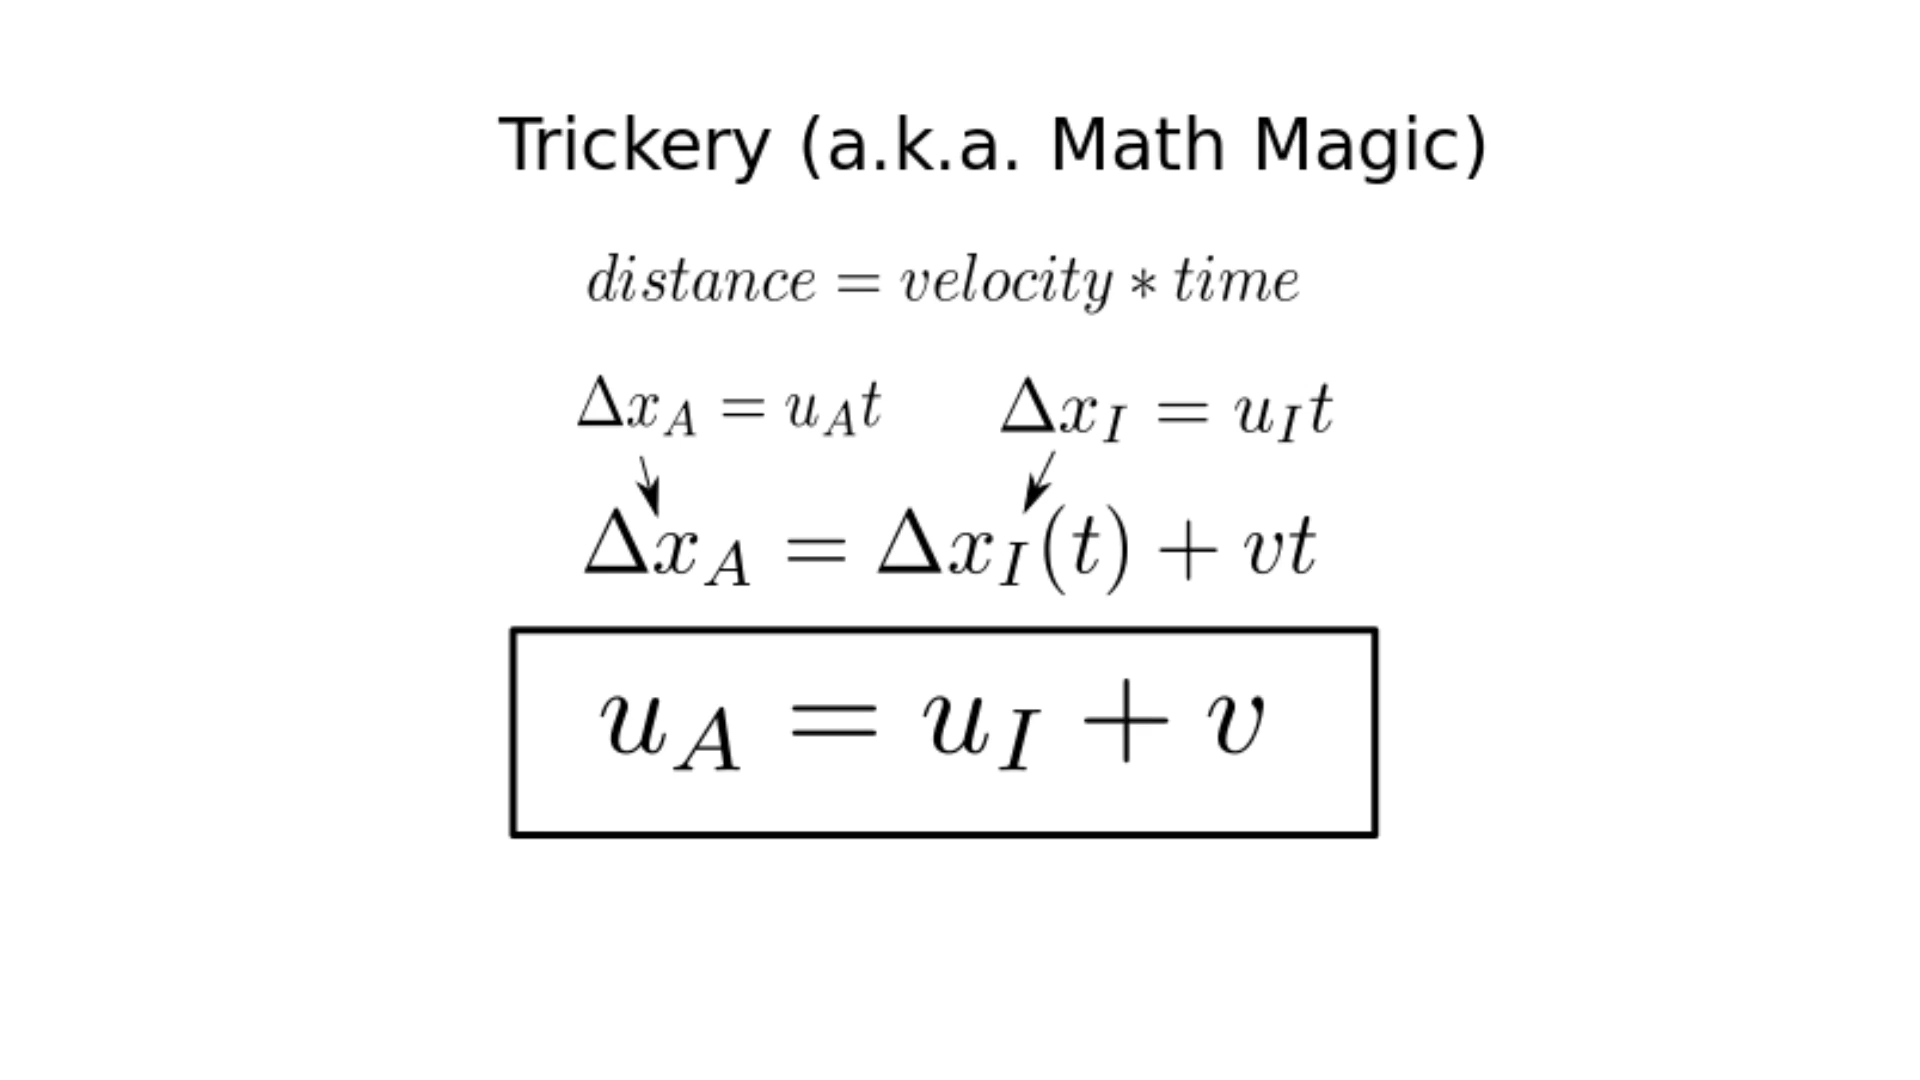 Trickery (a.k.a. Math Magic)
distance = velocity * time
Δx_A = u_A t    Δx_I = u_I t
Δx_A = Δx_I(t) + vt
u_A = u_I + v